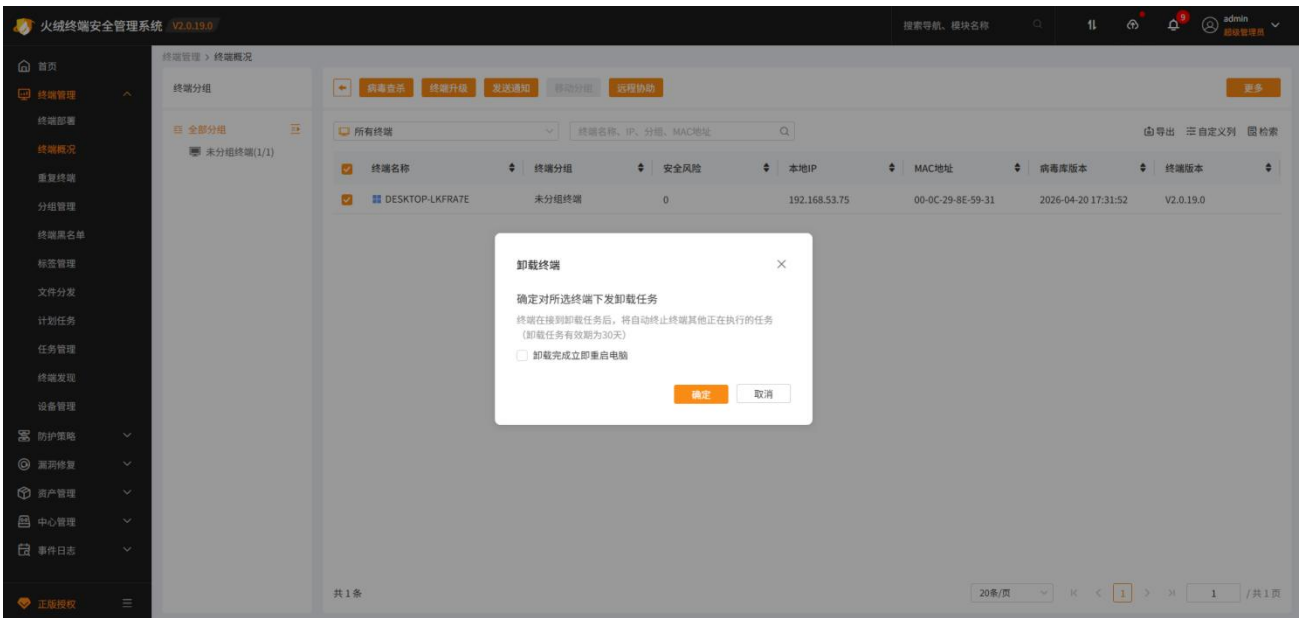 火绒终端安全管理系统 V2.0.19.0
搜索导航、模块名称
9
admin
超级管理员
首页
终端管理
终端部署
终端概况
重复终端
分组管理
终端黑名单
标签管理
文件分发
计划任务
任务管理
终端发现
设备管理
防护策略
漏洞修复
资产管理
中心管理
事件日志
正版授权
终端管理 > 终端概况
终端分组
全部分组
未分组终端(1/1)
病毒查杀 终端升级 发送通知 移动分组 远程协助 更多
所有终端 终端名称、IP、分组、MAC地址 导出 自定义列 检索
终端名称 终端分组 安全风险 本地IP MAC地址 病毒库版本 终端版本
DESKTOP-LKFRA7E 未分组终端 0 192.168.53.75 00-0C-29-8E-59-31 2026-04-20 17:31:52 V2.0.19.0
卸载终端
确定对所选终端下发卸载任务
终端在接到卸载任务后，将自动终止终端其他正在执行的任务
（卸载任务有效期为30天）
卸载完成立即重启电脑
确定 取消
共 1 条 20条/页 1 1 / 共 1 页